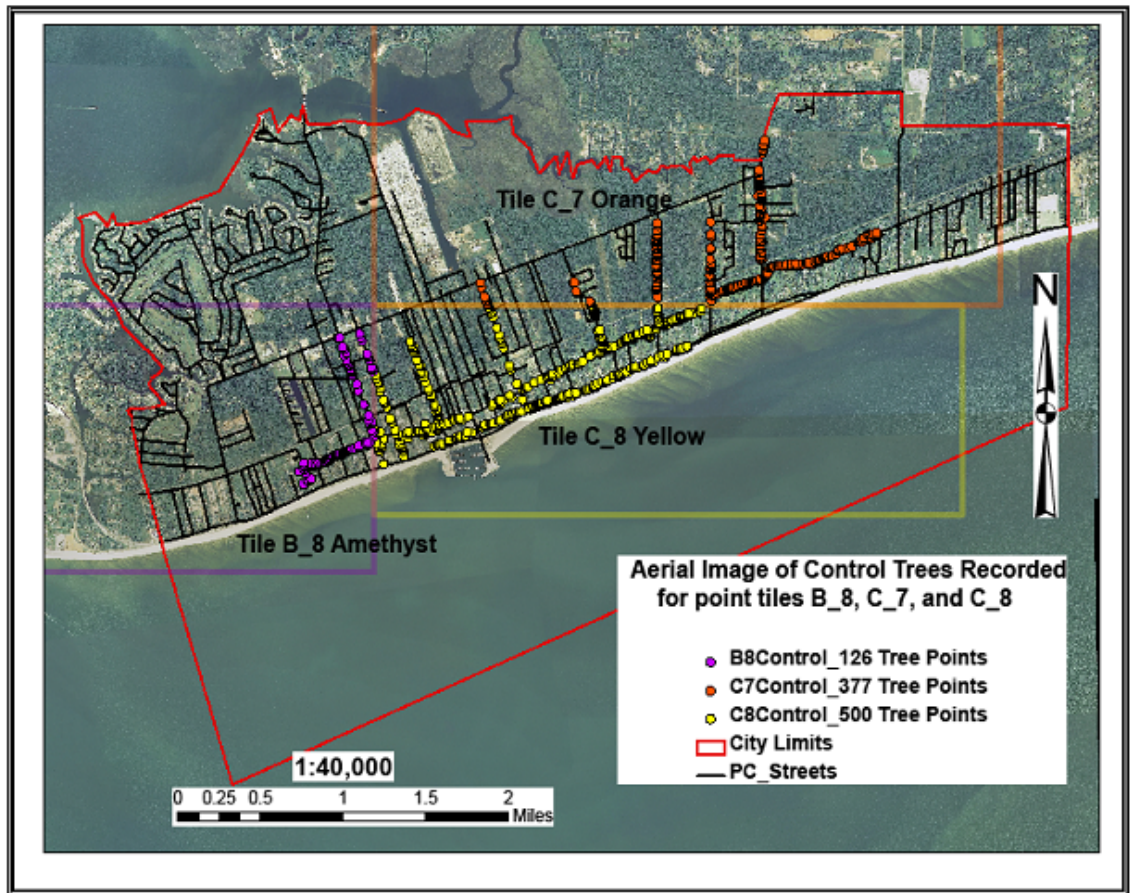 Tile C_7 Orange
N
Tile C_8 Yellow
Tile B_8 Amethyst
Aerial Image of Control Trees Recorded
for point tiles B_8, C_7, and C_8
B8Control_126 Tree Points
C7Control_377 Tree Points
C8Control_500 Tree Points
City Limits
PC_Streets
1:40,000
0 0.25 0.5 1 1.5 2
Miles